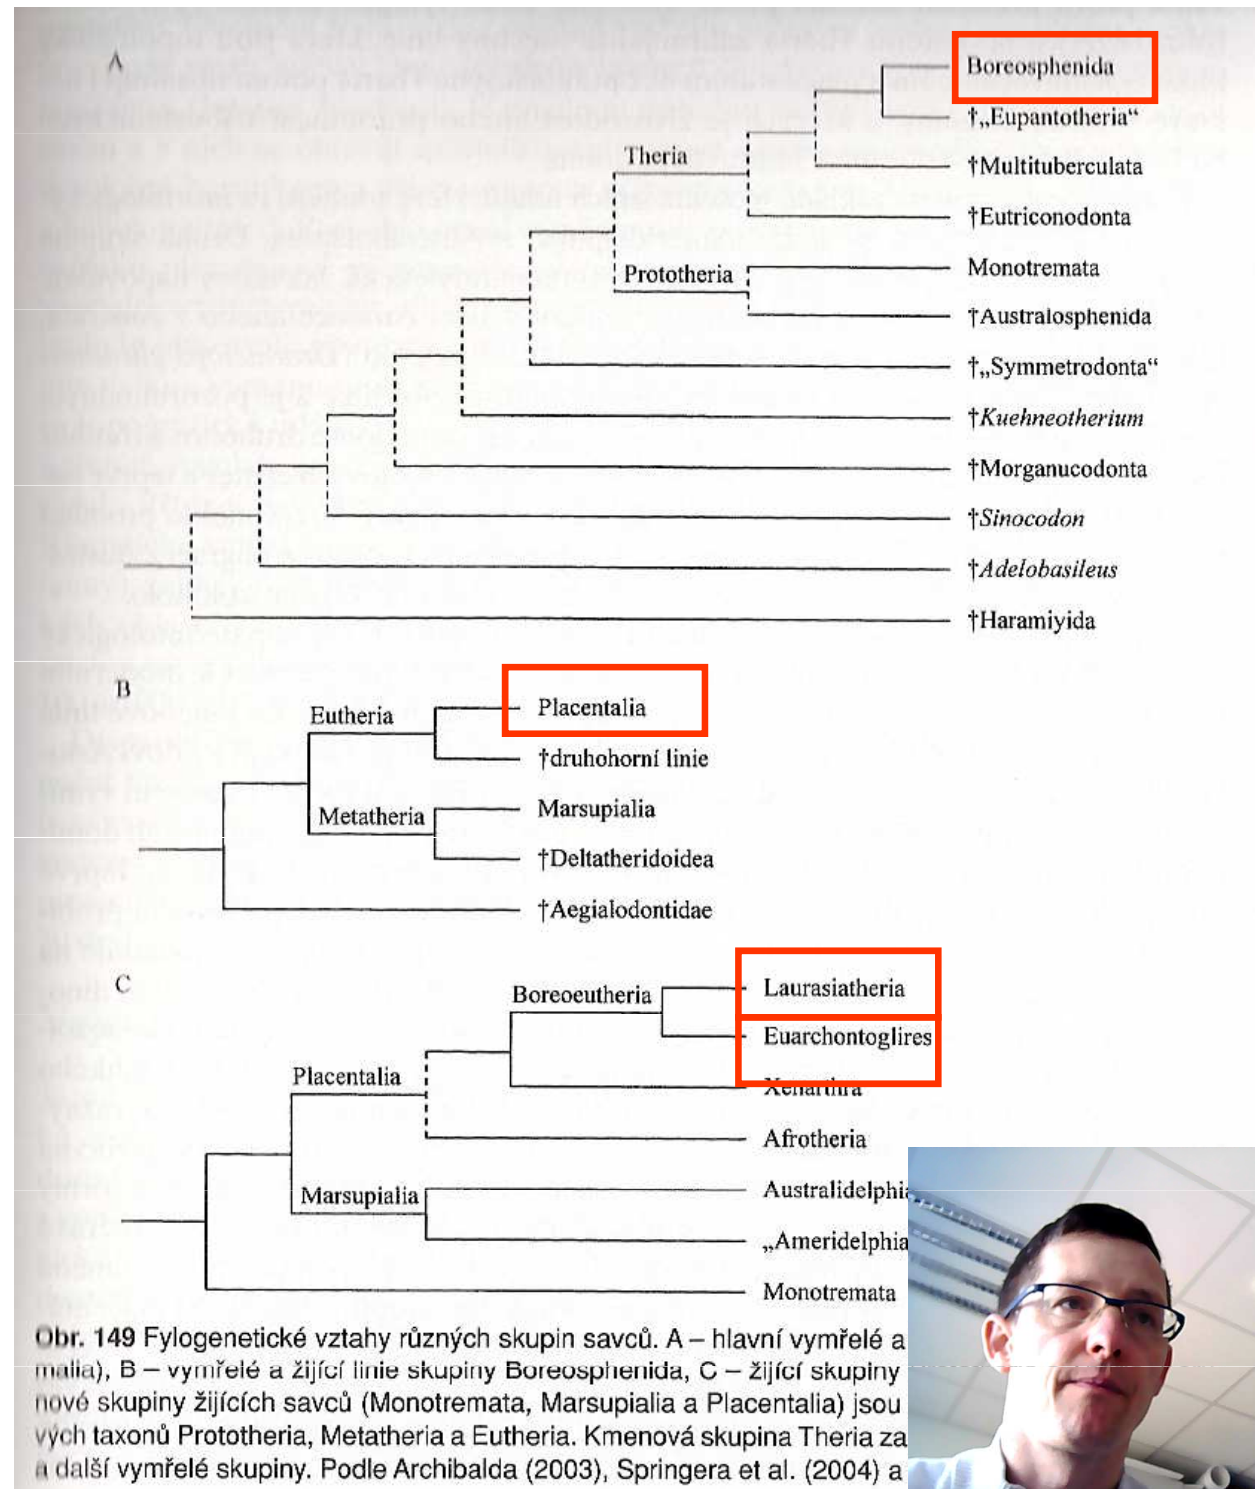 A
Boreosphenida
†„Eupantotheria“
Theria
†Multituberculata
†Eutriconodonta
Monotremata
Prototheria
†Australosphenida
†„Symmetrodonta“
†Kuehneotherium
†Morganucodonta
†Sinocodon
†Adelobasileus
†Haramiyida
B
Placentalia
Eutheria
†druhohorní linie
Marsupialia
Metatheria
†Deltatheridoidea
†Aegialodontidae
C
Laurasiatheria
Boreoeutheria
Euarchontoglires
Placentalia
Xenarthra
Afrotheria
Australidelphia
Marsupialia
„Ameridelphia
Monotremata
Obr. 149 Fylogenetické vztahy různých skupin savců. A – hlavní vymřelé a
malia), B – vymřelé a žijící linie skupiny Boreosphenida, C – žijící skupiny
nové skupiny žijících savců (Monotremata, Marsupialia a Placentalia) jsou
vých taxonů Prototheria, Metatheria a Eutheria. Kmenová skupina Theria za
a další vymřelé skupiny. Podle Archibalda (2003), Springera et al. (2004) a